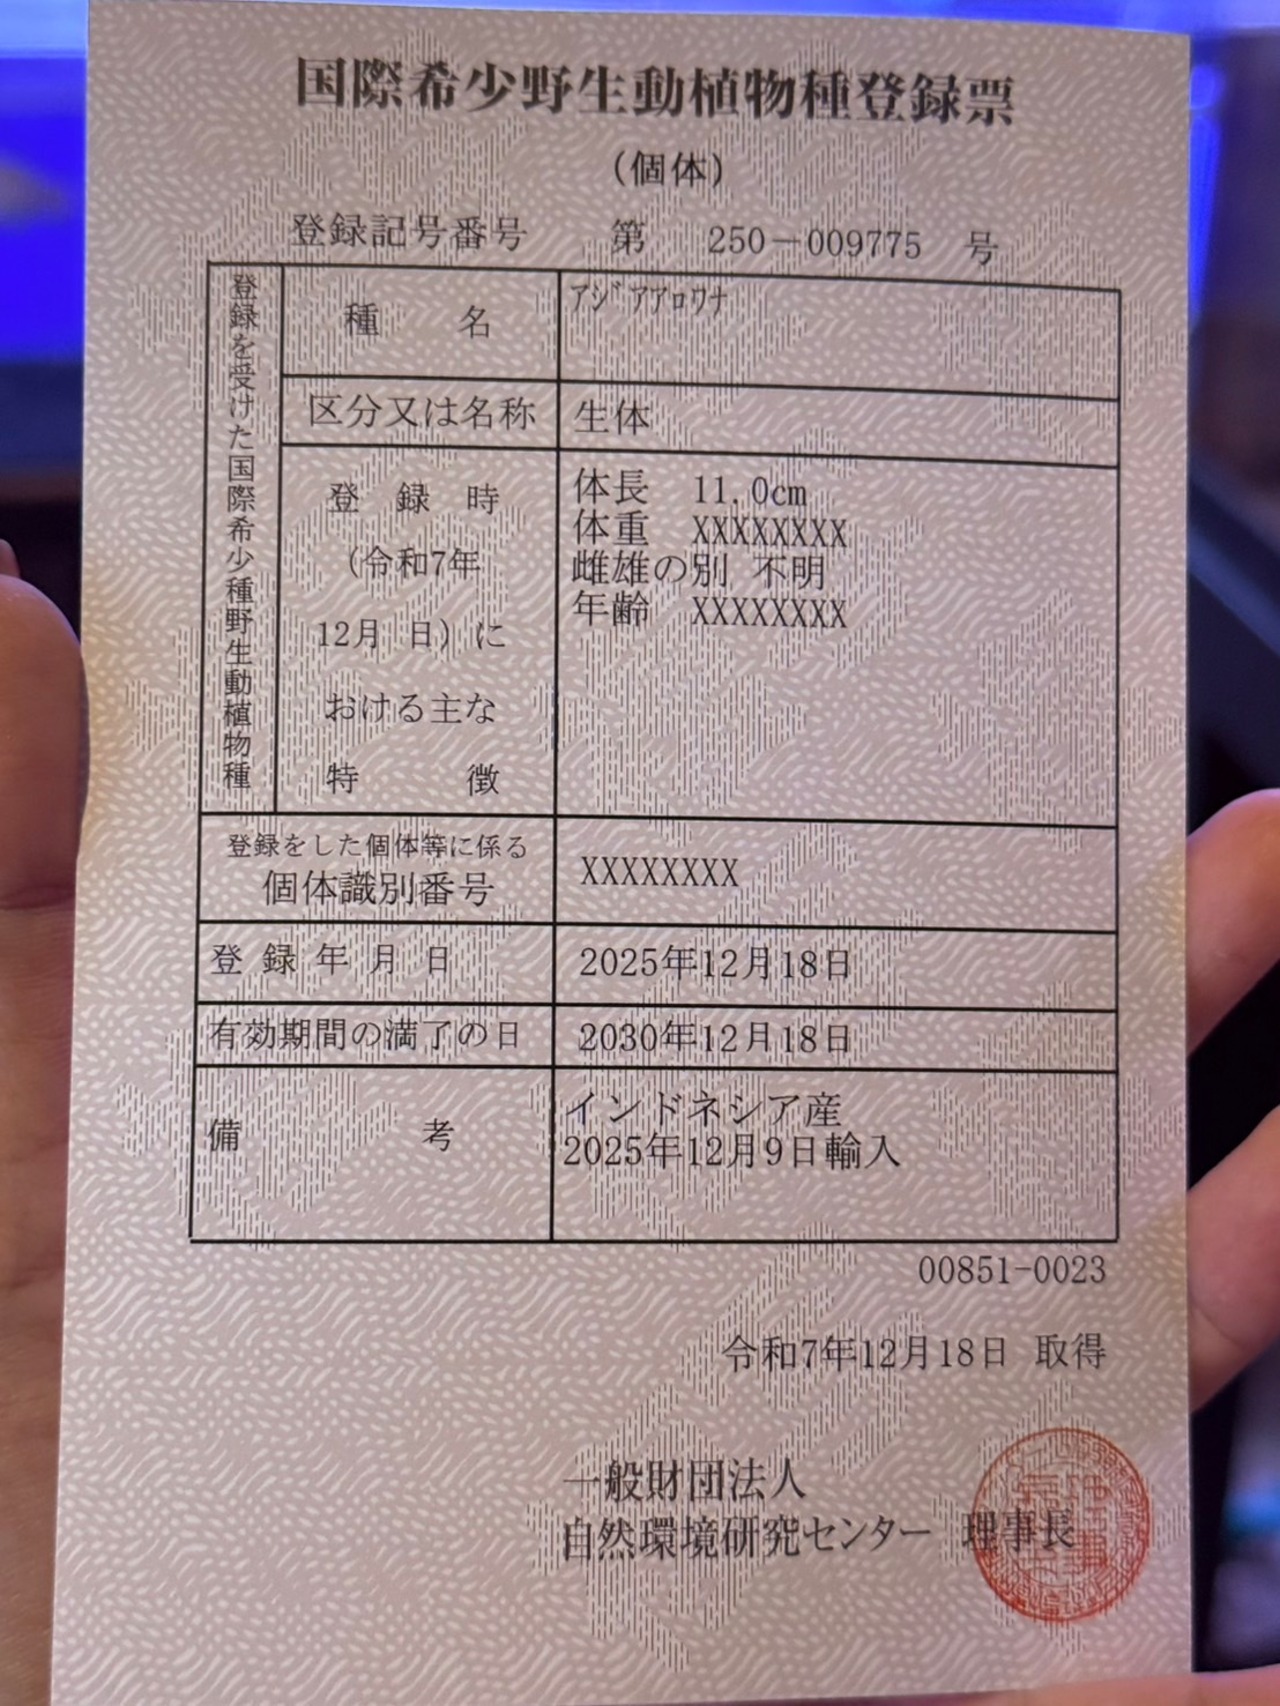 国際希少野生動植物種登録票
(個体)
登録記号番号 第 250－009775 号
登録を受けた国際希少種野生動植物種
種 名 ｱｼﾞｱｱﾛﾜﾅ
区分又は名称 生体
登録時
(令和7年
12月 日) に
おける主な
特 徴
体長 11.0cm
体重 XXXXXXXX
雌雄の別 不明
年齢 XXXXXXXX
登録をした個体等に係る
個体識別番号 XXXXXXXX
登録年月日 2025年12月18日
有効期間の満了の日 2030年12月18日
備 考
インドネシア産
2025年12月9日輸入
00851-0023
令和7年12月18日 取得
一般財団法人
自然環境研究センター 理事長